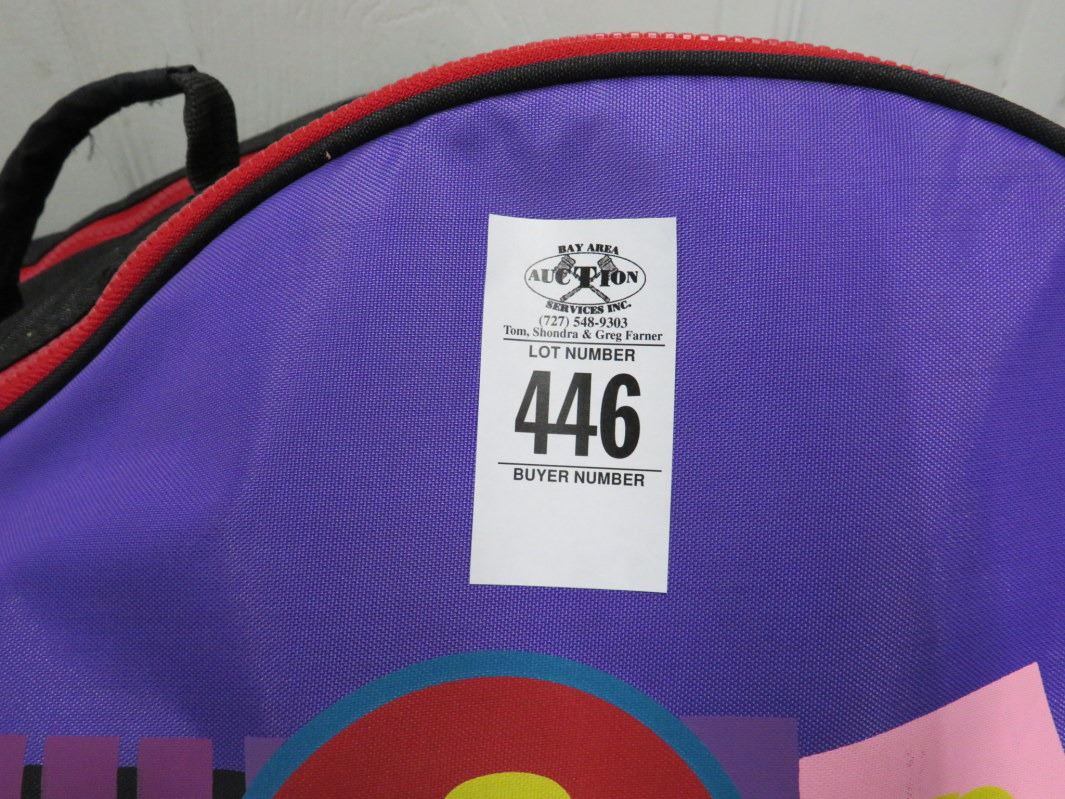 BAY AREA
AUCTION
SERVICES INC.
(727) 548-9303
Tom, Shondra & Greg Farner
LOT NUMBER
446
BUYER NUMBER